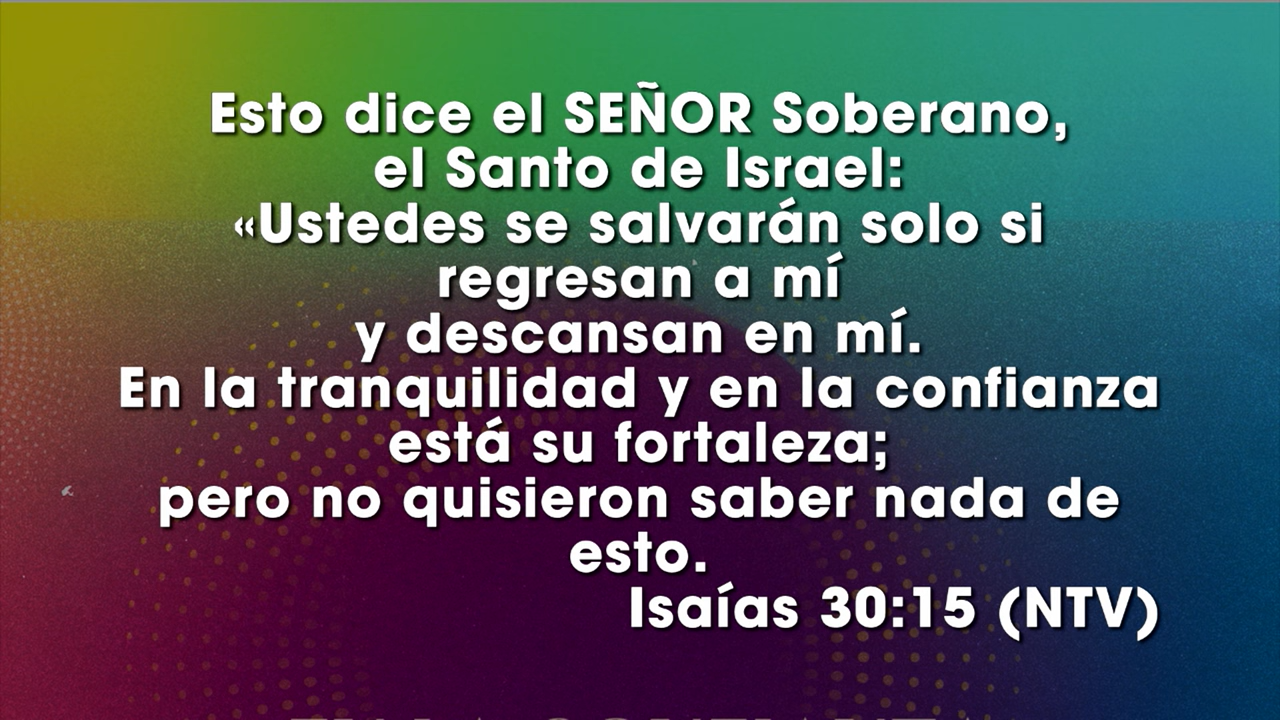 Esto dice el SEÑOR Soberano,
el Santo de Israel:
«Ustedes se salvarán solo si
regresan a mí
y descansan en mí.
En la tranquilidad y en la confianza
está su fortaleza;
pero no quisieron saber nada de
esto.
Isaías 30:15 (NTV)